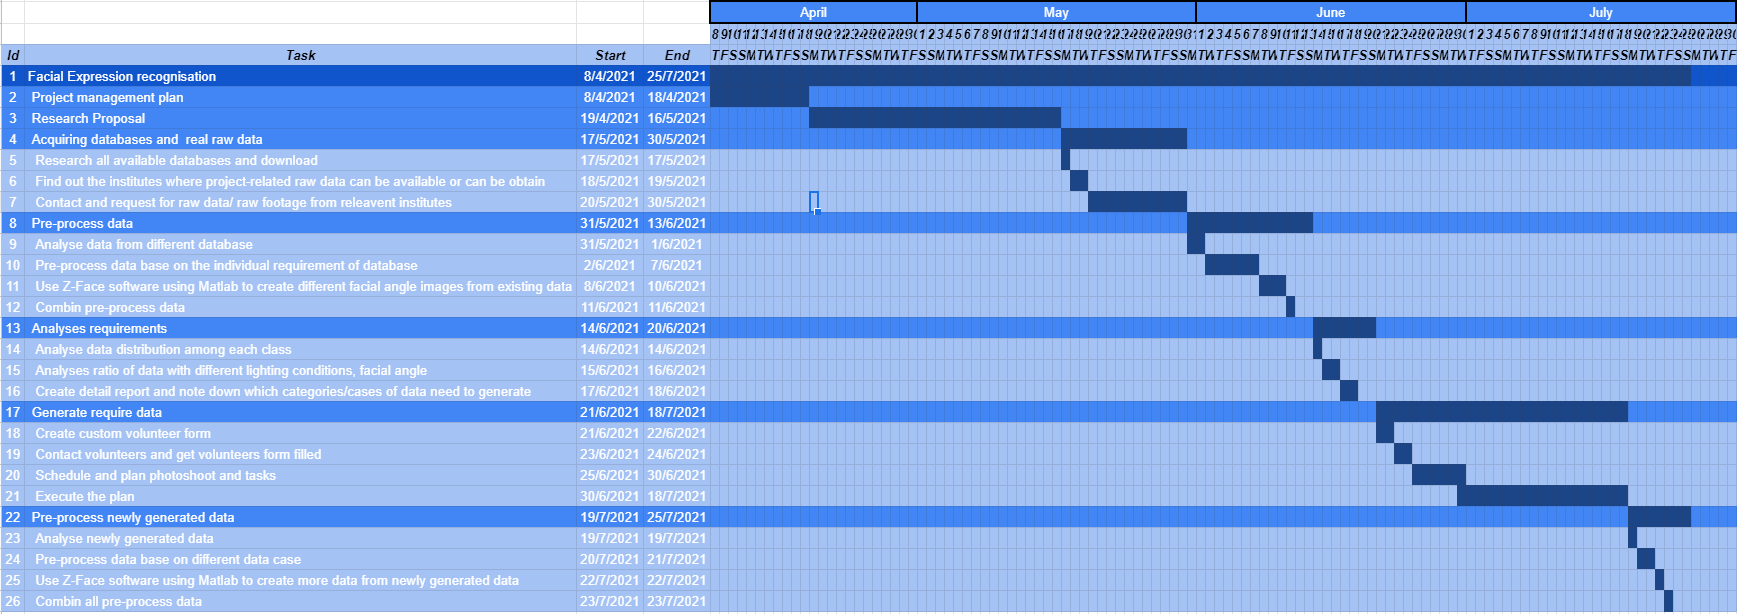 April May June July
Id Task Start End
1 Facial Expression recognisation 8/4/2021 25/7/2021
2 Project management plan 8/4/2021 18/4/2021
3 Research Proposal 19/4/2021 16/5/2021
4 Acquiring databases and real raw data 17/5/2021 30/5/2021
5 Research all available databases and download 17/5/2021 17/5/2021
6 Find out the institutes where project-related raw data can be available or can be obtain 18/5/2021 19/5/2021
7 Contact and request for raw data/ raw footage from releavent institutes 20/5/2021 30/5/2021
8 Pre-process data 31/5/2021 13/6/2021
9 Analyse data from different database 31/5/2021 1/6/2021
10 Pre-process data base on the individual requirement of database 2/6/2021 7/6/2021
11 Use Z-Face software using Matlab to create different facial angle images from existing data 8/6/2021 10/6/2021
12 Combin pre-process data 11/6/2021 11/6/2021
13 Analyses requirements 14/6/2021 20/6/2021
14 Analyse data distribution among each class 14/6/2021 14/6/2021
15 Analyses ratio of data with different lighting conditions, facial angle 15/6/2021 16/6/2021
16 Create detail report and note down which categories/cases of data need to generate 17/6/2021 18/6/2021
17 Generate require data 21/6/2021 18/7/2021
18 Create custom volunteer form 21/6/2021 22/6/2021
19 Contact volunteers and get volunteers form filled 23/6/2021 24/6/2021
20 Schedule and plan photoshoot and tasks 25/6/2021 30/6/2021
21 Execute the plan 30/6/2021 18/7/2021
22 Pre-process newly generated data 19/7/2021 25/7/2021
23 Analyse newly generated data 19/7/2021 19/7/2021
24 Pre-process data base on different data case 20/7/2021 21/7/2021
25 Use Z-Face software using Matlab to create more data from newly generated data 22/7/2021 22/7/2021
26 Combin all pre-process data 23/7/2021 23/7/2021